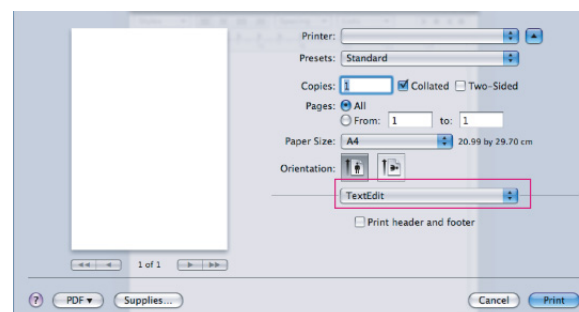 Printer:
Presets: Standard
Copies: 1 Collated Two-Sided
Pages: All
From: 1 to: 1
Paper Size: A4 20.99 by 29.70 cm
Orientation:
TextEdit
Print header and footer
1 of 1
? PDF Supplies... Cancel Print